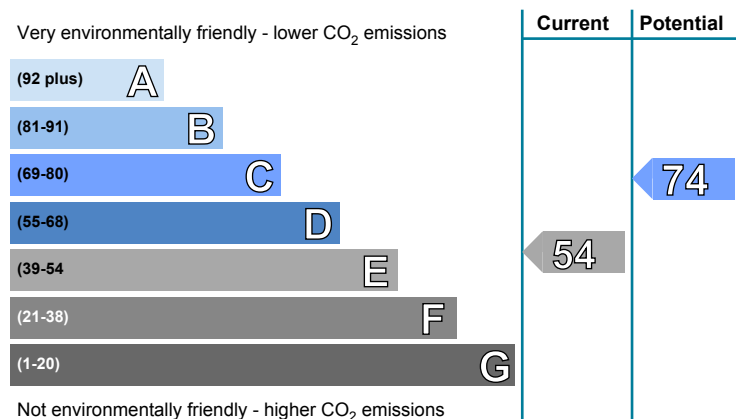 Current Potential
Very environmentally friendly - lower CO2 emissions
(92 plus) A
(81-91) B
(69-80) C
74
(55-68) D
54
(39-54 E
(21-38) F
(1-20) G
Not environmentally friendly - higher CO2 emissions